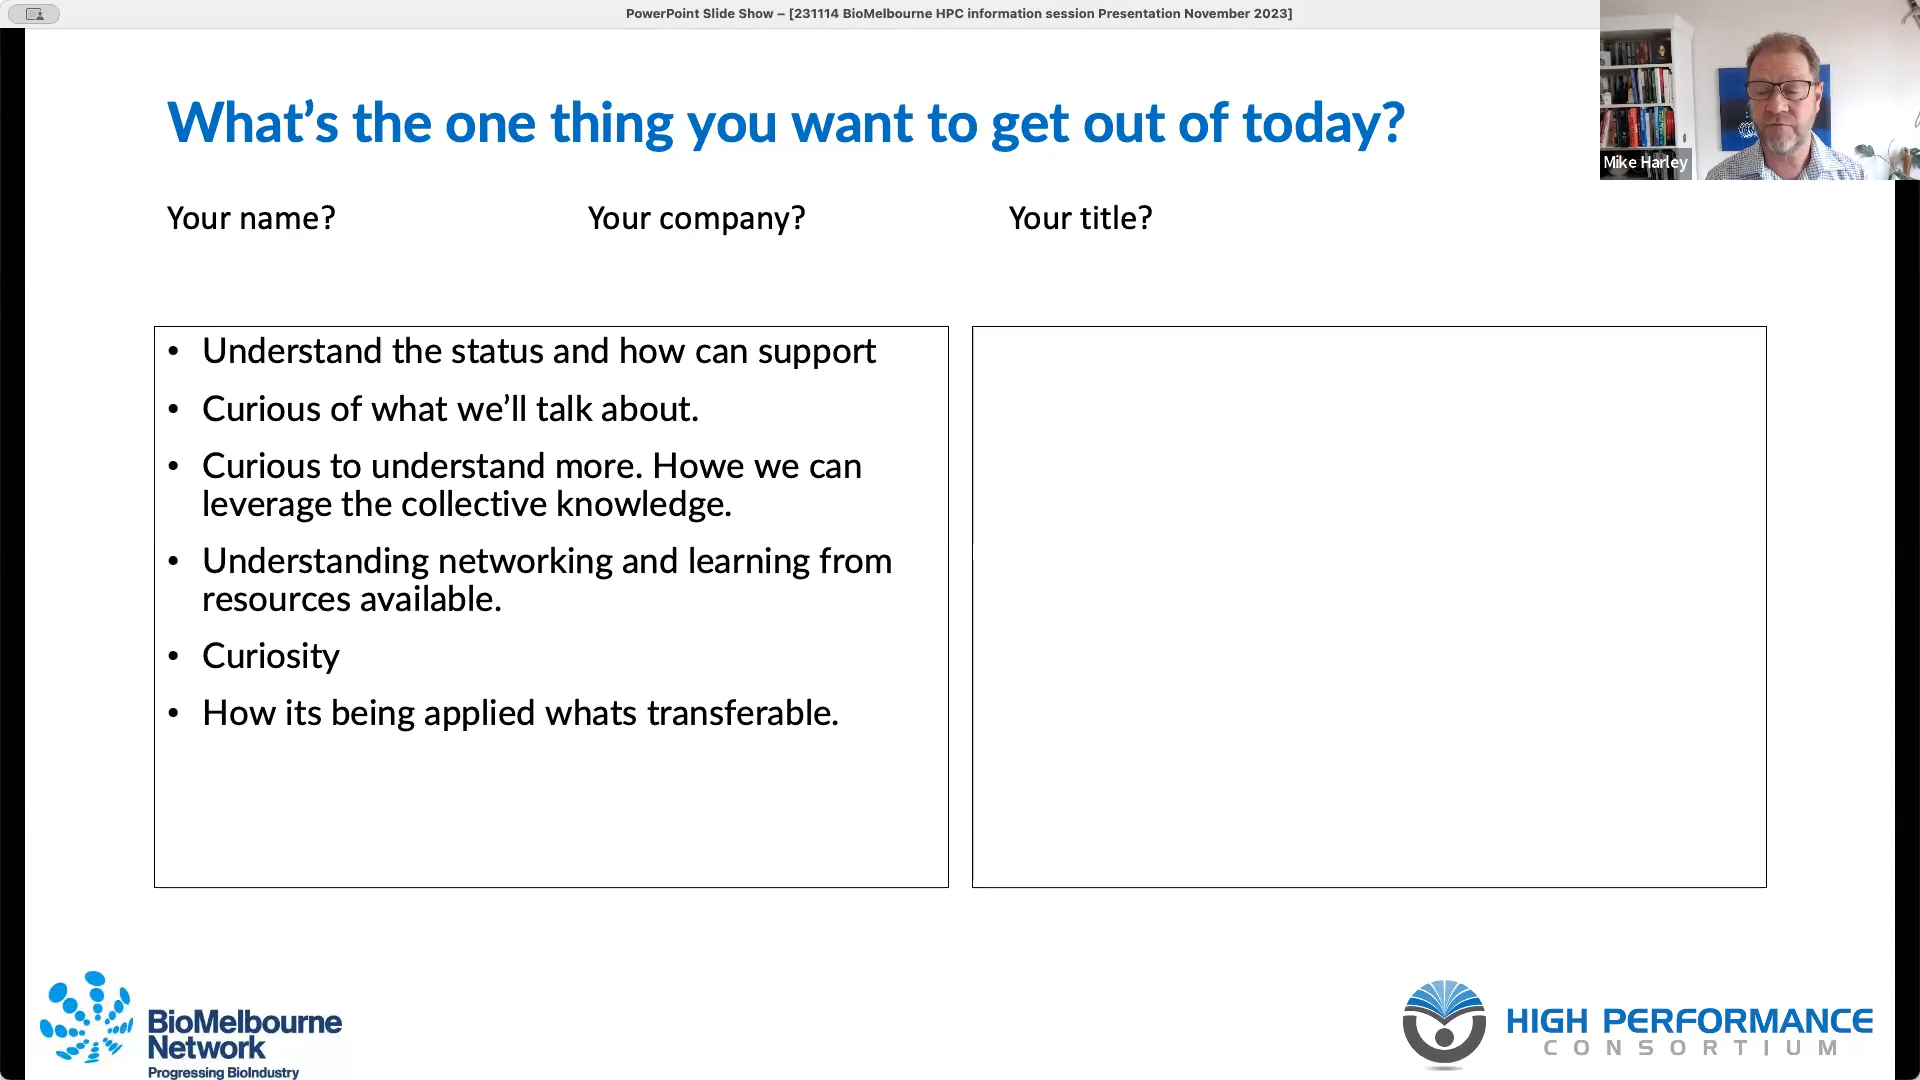 PowerPoint Slide Show – [231114 BioMelbourne HPC information session Presentation November 2023]
What’s the one thing you want to get out of today?
Mike Harley
Your name? Your company? Your title?
• Understand the status and how can support
• Curious of what we’ll talk about.
• Curious to understand more. Howe we can
leverage the collective knowledge.
• Understanding networking and learning from
resources available.
• Curiosity
• How its being applied whats transferable.
BioMelbourne
Network
Progressing BioIndustry
HIGH PERFORMANCE
CONSORTIUM